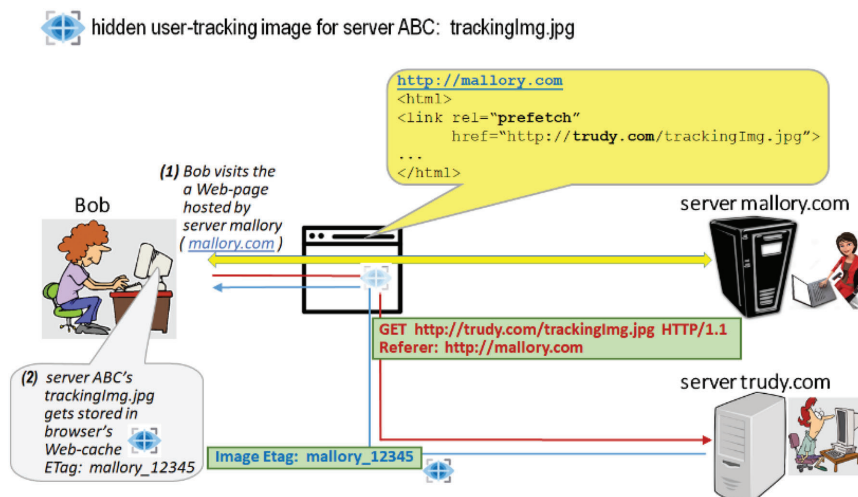 hidden user-tracking image for server ABC: trackingImg.jpg
http://mallory.com
<html>
<link rel=“prefetch”
href=“http://trudy.com/trackingImg.jpg”>
...
</html>
(1) Bob visits the
a Web-page
hosted by
server mallory
( mallory.com )
Bob
server mallory.com
GET http://trudy.com/trackingImg.jpg HTTP/1.1
Referer: http://mallory.com
(2) server ABC’s
trackingImg.jpg
gets stored in
browser’s
Web-cache
ETag: mallory_12345
server trudy.com
Image Etag: mallory_12345